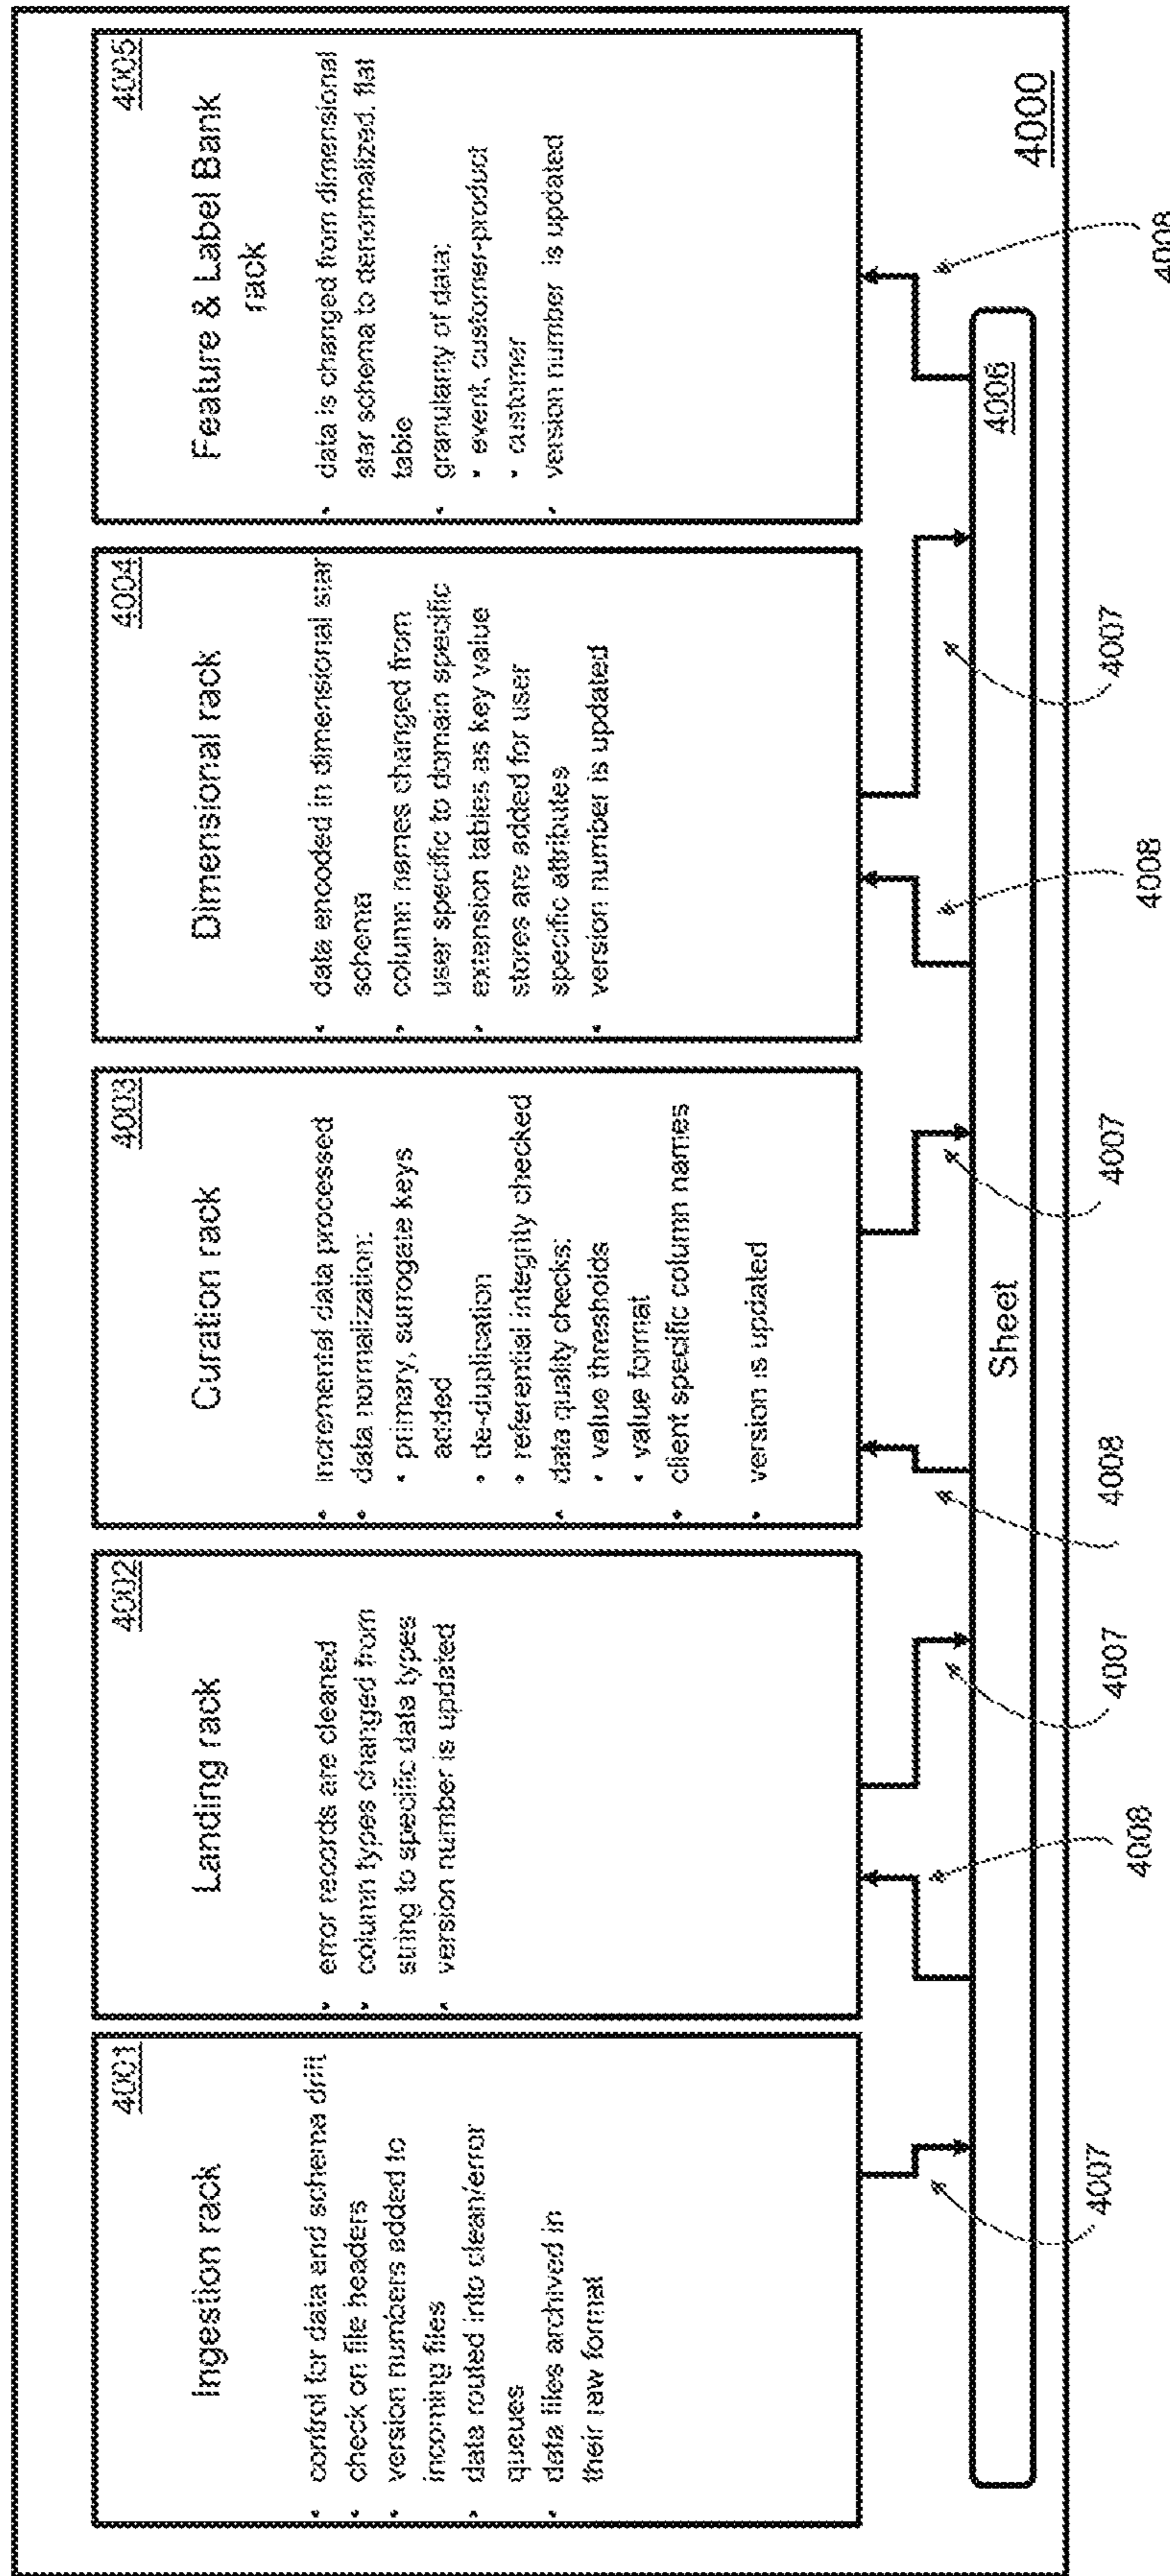 4000
4001
Ingestion rack
• control for data and schema drift
• check on file headers
• version numbers added to
incoming files
• data routed into clean/error
queues
• data files archived in
their raw format
4002
Landing rack
• error records are cleaned
• column types changed from
string to specific data types
• version number is updated
4003
Curation rack
• incremental data processed
• data normalization:
• primary, surrogate keys
added
• de-duplication
• referential integrity checked
• data quality checks:
• value thresholds
• value format
• client specific column names
• version is updated
4004
Dimensional rack
• data encoded in dimensional star
schema
• column names changed from
user specific to domain specific
• extension tables as key value
stores are added for user
specific attributes
• version number is updated
4005
Feature & Label Bank
rack
• data is changed from dimensional
star schema to denormalized, flat
table
• granularity of data:
• event, customer-product
• customer
• version number is updated
Sheet
4006
4007
4008
4007
4008
4007
4008
4007
4008